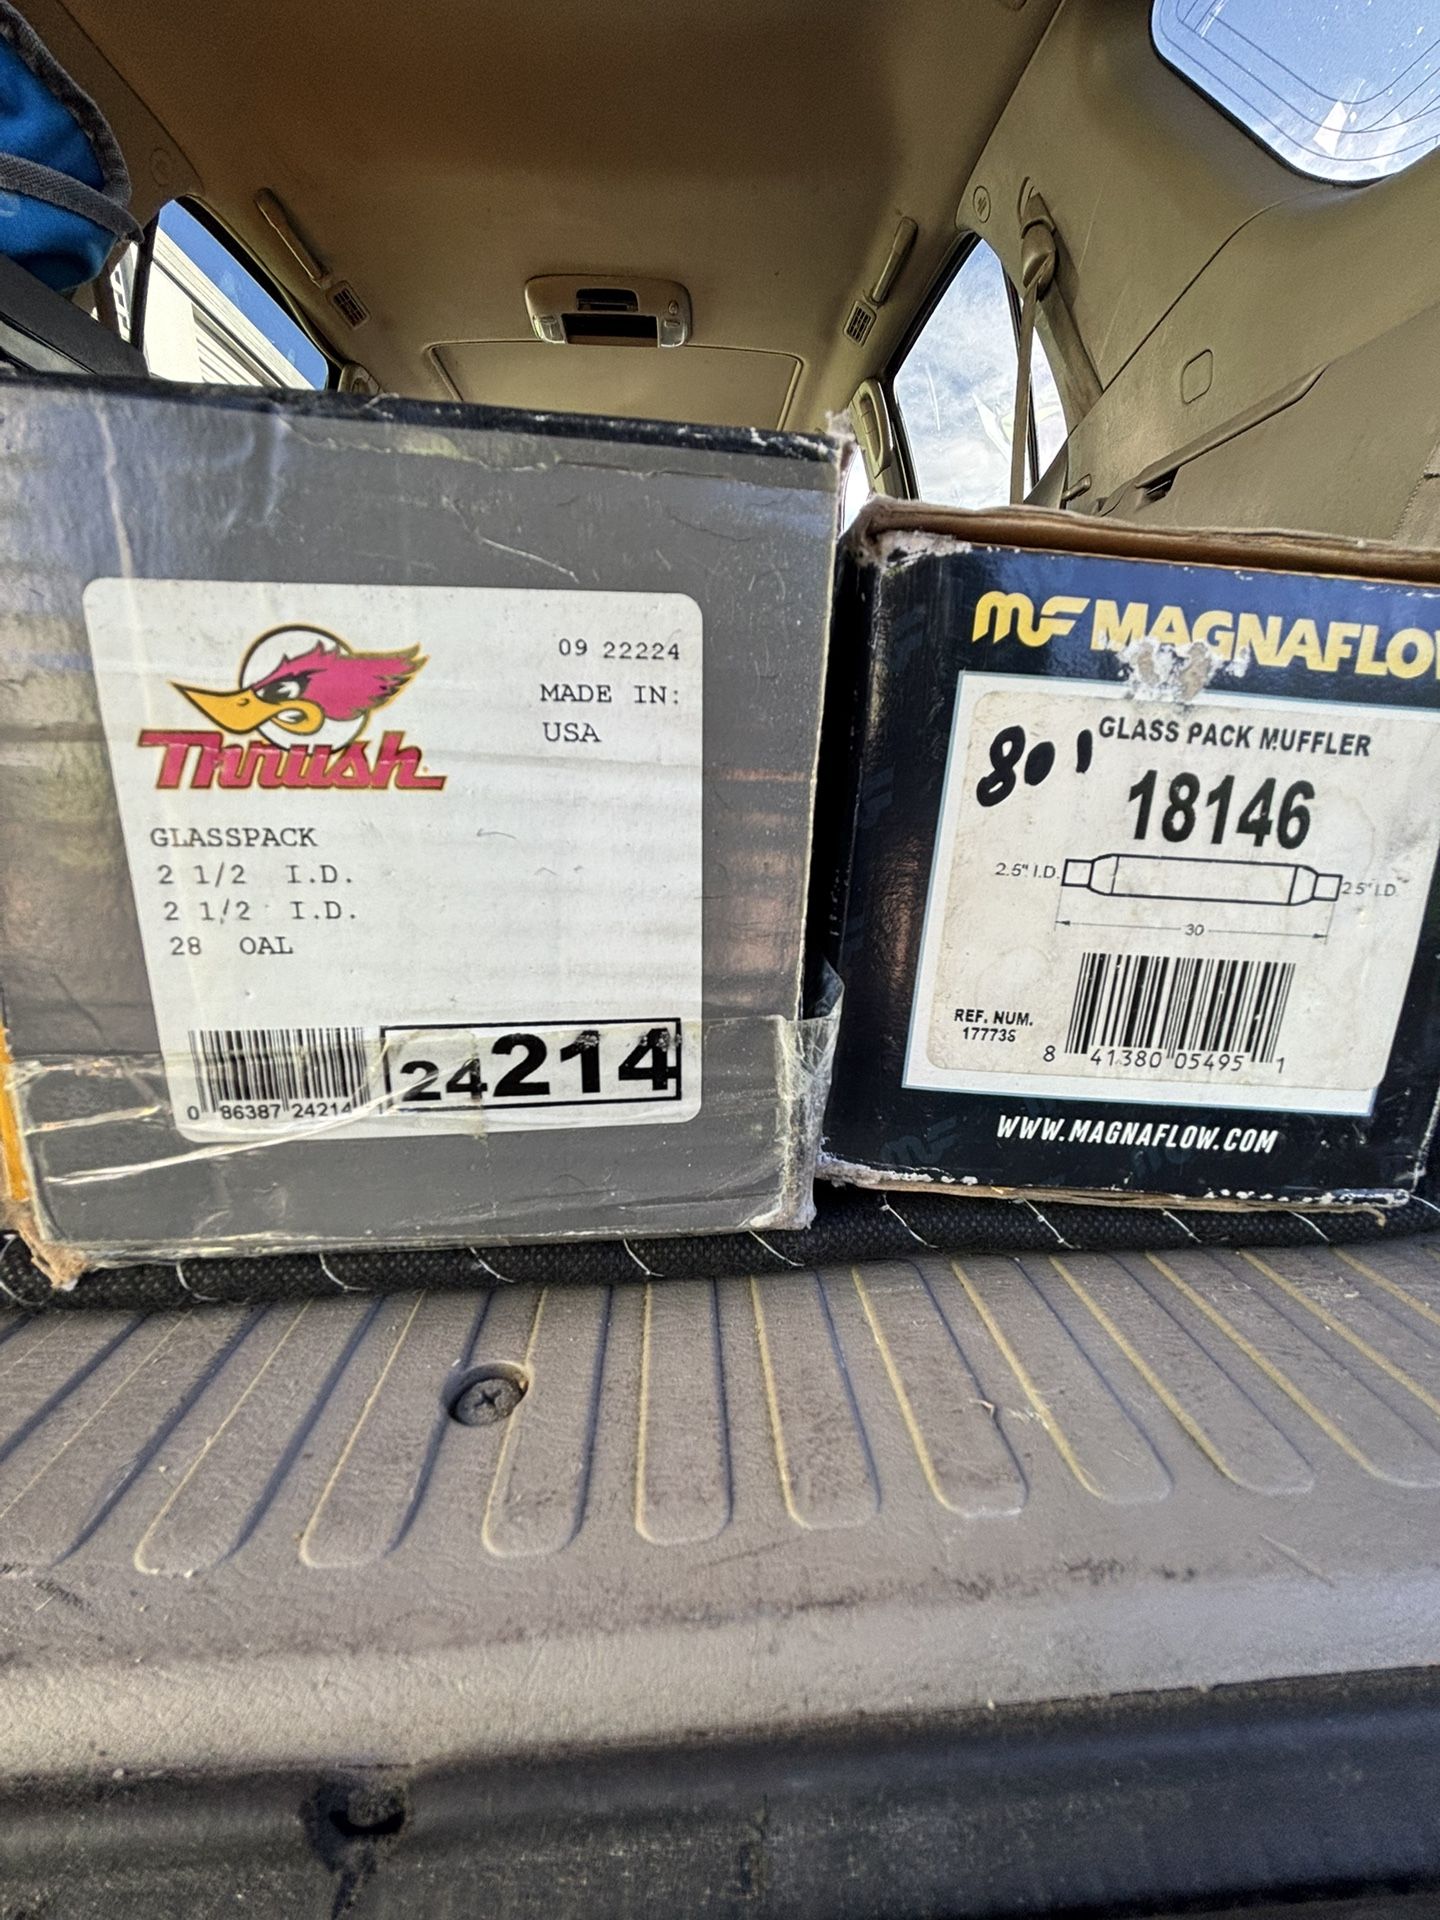 Thrush
09 22224
MADE IN:
USA
GLASSPACK
2 1/2 I.D.
2 1/2 I.D.
28 OAL
0 86387 24214
24214
MF MAGNAFLOW
80'
GLASS PACK MUFFLER
18146
2.5" I.D.
2.5" I.D.
30
REF. NUM.
17773S
8 41380 05495 1
WWW.MAGNAFLOW.COM